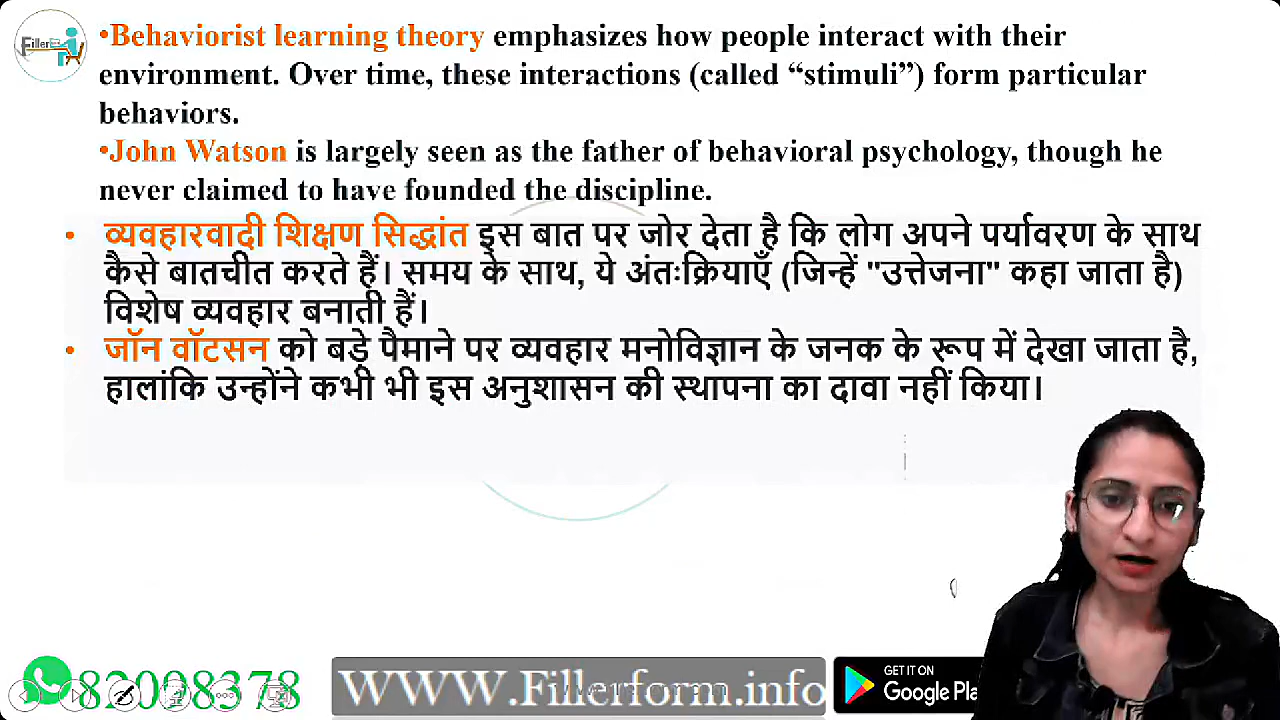 Filler
•Behaviorist learning theory emphasizes how people interact with their
environment. Over time, these interactions (called “stimuli”) form particular
behaviors.
•John Watson is largely seen as the father of behavioral psychology, though he
never claimed to have founded the discipline.
• व्यवहारवादी शिक्षण सिद्धांत इस बात पर जोर देता है कि लोग अपने पर्यावरण के साथ
कैसे बातचीत करते हैं। समय के साथ, ये अंतःक्रियाएँ (जिन्हें "उत्तेजना" कहा जाता है)
विशेष व्यवहार बनाती हैं।
• जॉन वॉटसन को बड़े पैमाने पर व्यवहार मनोविज्ञान के जनक के रूप में देखा जाता है,
हालांकि उन्होंने कभी भी इस अनुशासन की स्थापना का दावा नहीं किया।
82008378
WWW.Fillerform.info
www.fillerform.com
GET IT ON
Google Pla